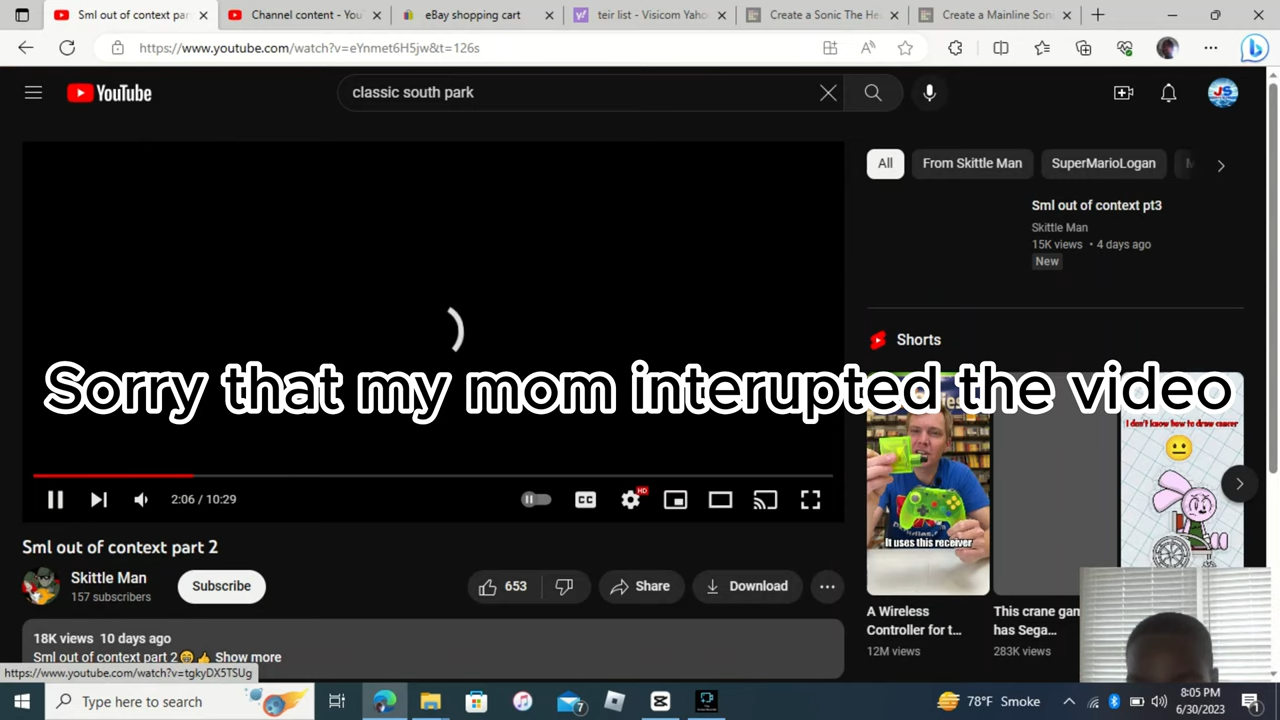 Sml out of context par
Channel content - You
eBay shopping cart
teir list - Visicom Yaho
Create a Sonic The He
Create a Mainline Son
https://www.youtube.com/watch?v=eYnmet6H5jw&t=126s
YouTube
classic south park
JS
All
From Skittle Man
SuperMarioLogan
M
Sml out of context pt3
Skittle Man
15K views • 4 days ago
New
Shorts
Sorry that my mom interupted the video
I don't know how to draw cancer
It uses this receiver
2:06 / 10:29
CC
HD
Sml out of context part 2
Skittle Man
157 subscribers
Subscribe
653
Share
Download
A Wireless
Controller for t...
12M views
This crane gan
has Sega...
283K views
18K views 10 days ago
Sml out of context part 2😁👍 Show more
https://www.youtube.com/watch?v=tgkyDX5TSUg
Type here to search
7
78°F Smoke
8:05 PM
6/30/2023
1